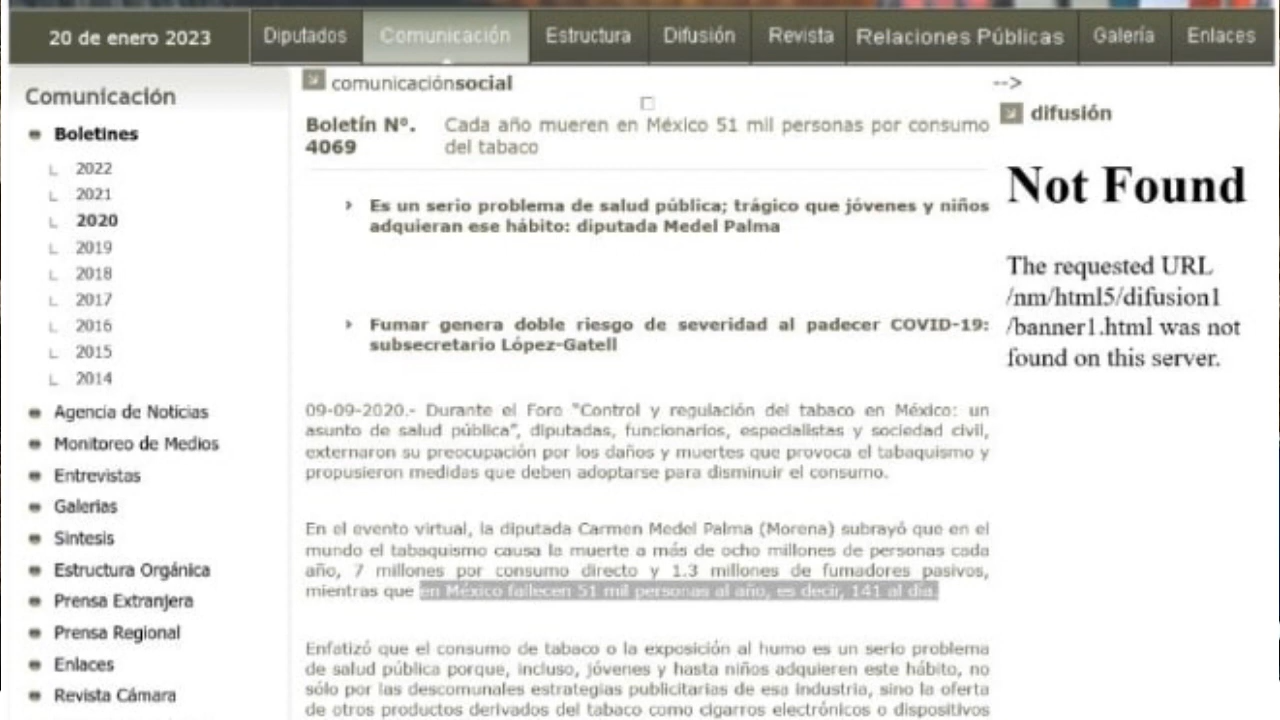 20 de enero 2023
Diputados
Comunicación
Estructura
Difusión
Revista
Relaciones Públicas
Galería
Enlaces
Comunicación
Boletines
2022
2021
2020
2019
2018
2017
2016
2015
2014
Agencia de Noticias
Monitoreo de Medios
Entrevistas
Galerias
Sintesis
Estructura Orgánica
Prensa Extranjera
Prensa Regional
Enlaces
Revista Cámara
comunicaciónsocial
Boletín Nº.
4069
Cada año mueren en México 51 mil personas por consumo
del tabaco
Es un serio problema de salud pública; trágico que jóvenes y niños
adquieran ese hábito: diputada Medel Palma
Fumar genera doble riesgo de severidad al padecer COVID-19:
subsecretario López-Gatell
09-09-2020.- Durante el Foro "Control y regulación del tabaco en México: un
asunto de salud pública", diputadas, funcionarios, especialistas y sociedad civil,
externaron su preocupación por los daños y muertes que provoca el tabaquismo y
propusieron medidas que deben adoptarse para disminuir el consumo.
En el evento virtual, la diputada Carmen Medel Palma (Morena) subrayó que en el
mundo el tabaquismo causa la muerte a más de ocho millones de personas cada
año, 7 millones por consumo directo y 1.3 millones de fumadores pasivos,
mientras que en México fallecen 51 mil personas al año, es decir, 141 al día.
Enfatizó que el consumo de tabaco o la exposición al humo es un serio problema
de salud pública porque, incluso, jóvenes y hasta niños adquieren este hábito, no
sólo por las descomunales estrategias publicitarias de esa industria, sino la oferta
de otros productos derivados del tabaco como cigarros electrónicos o dispositivos
-->
difusión
Not Found
The requested URL
/nm/html5/difusion1
/banner1.html was not
found on this server.